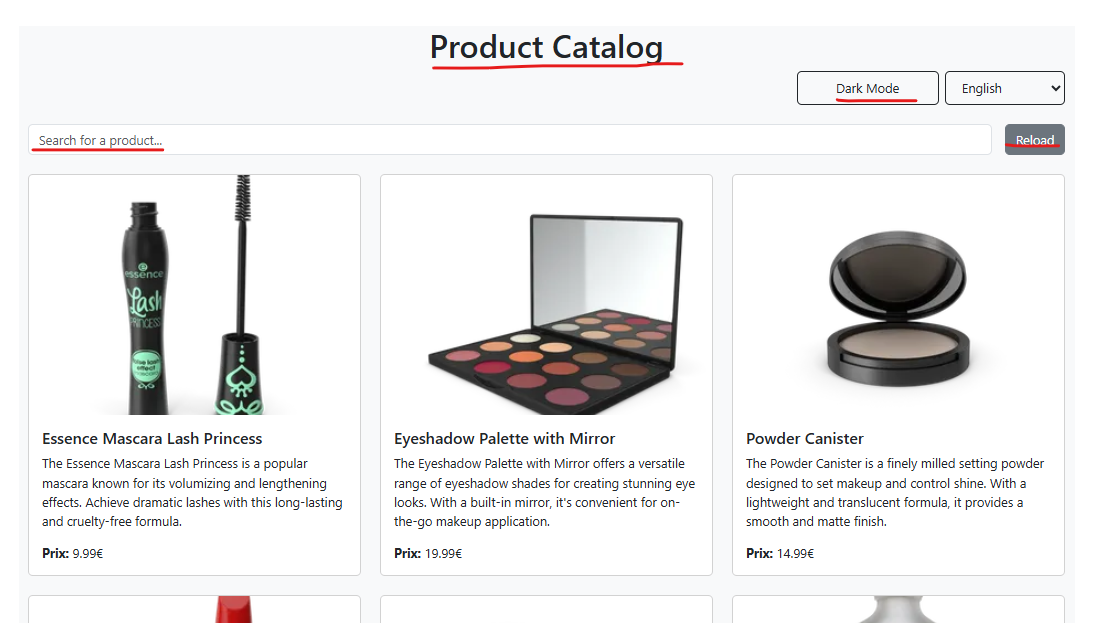 Product Catalog
Dark Mode
English
Search for a product...
Reload
essence
Lash
PRINCESS
false lash
effect
Essence Mascara Lash Princess
The Essence Mascara Lash Princess is a popular
mascara known for its volumizing and lengthening
effects. Achieve dramatic lashes with this long-lasting
and cruelty-free formula.
Prix: 9.99€
Eyeshadow Palette with Mirror
The Eyeshadow Palette with Mirror offers a versatile
range of eyeshadow shades for creating stunning eye
looks. With a built-in mirror, it's convenient for on-
the-go makeup application.
Prix: 19.99€
Powder Canister
The Powder Canister is a finely milled setting powder
designed to set makeup and control shine. With a
lightweight and translucent formula, it provides a
smooth and matte finish.
Prix: 14.99€